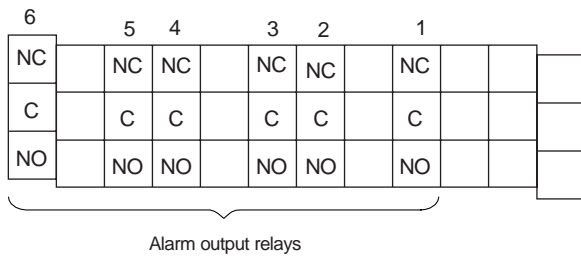 6 5 4 3 2 1
NC NC NC NC NC NC
C C C C C C
NO NO NO NO NO NO
Alarm output relays